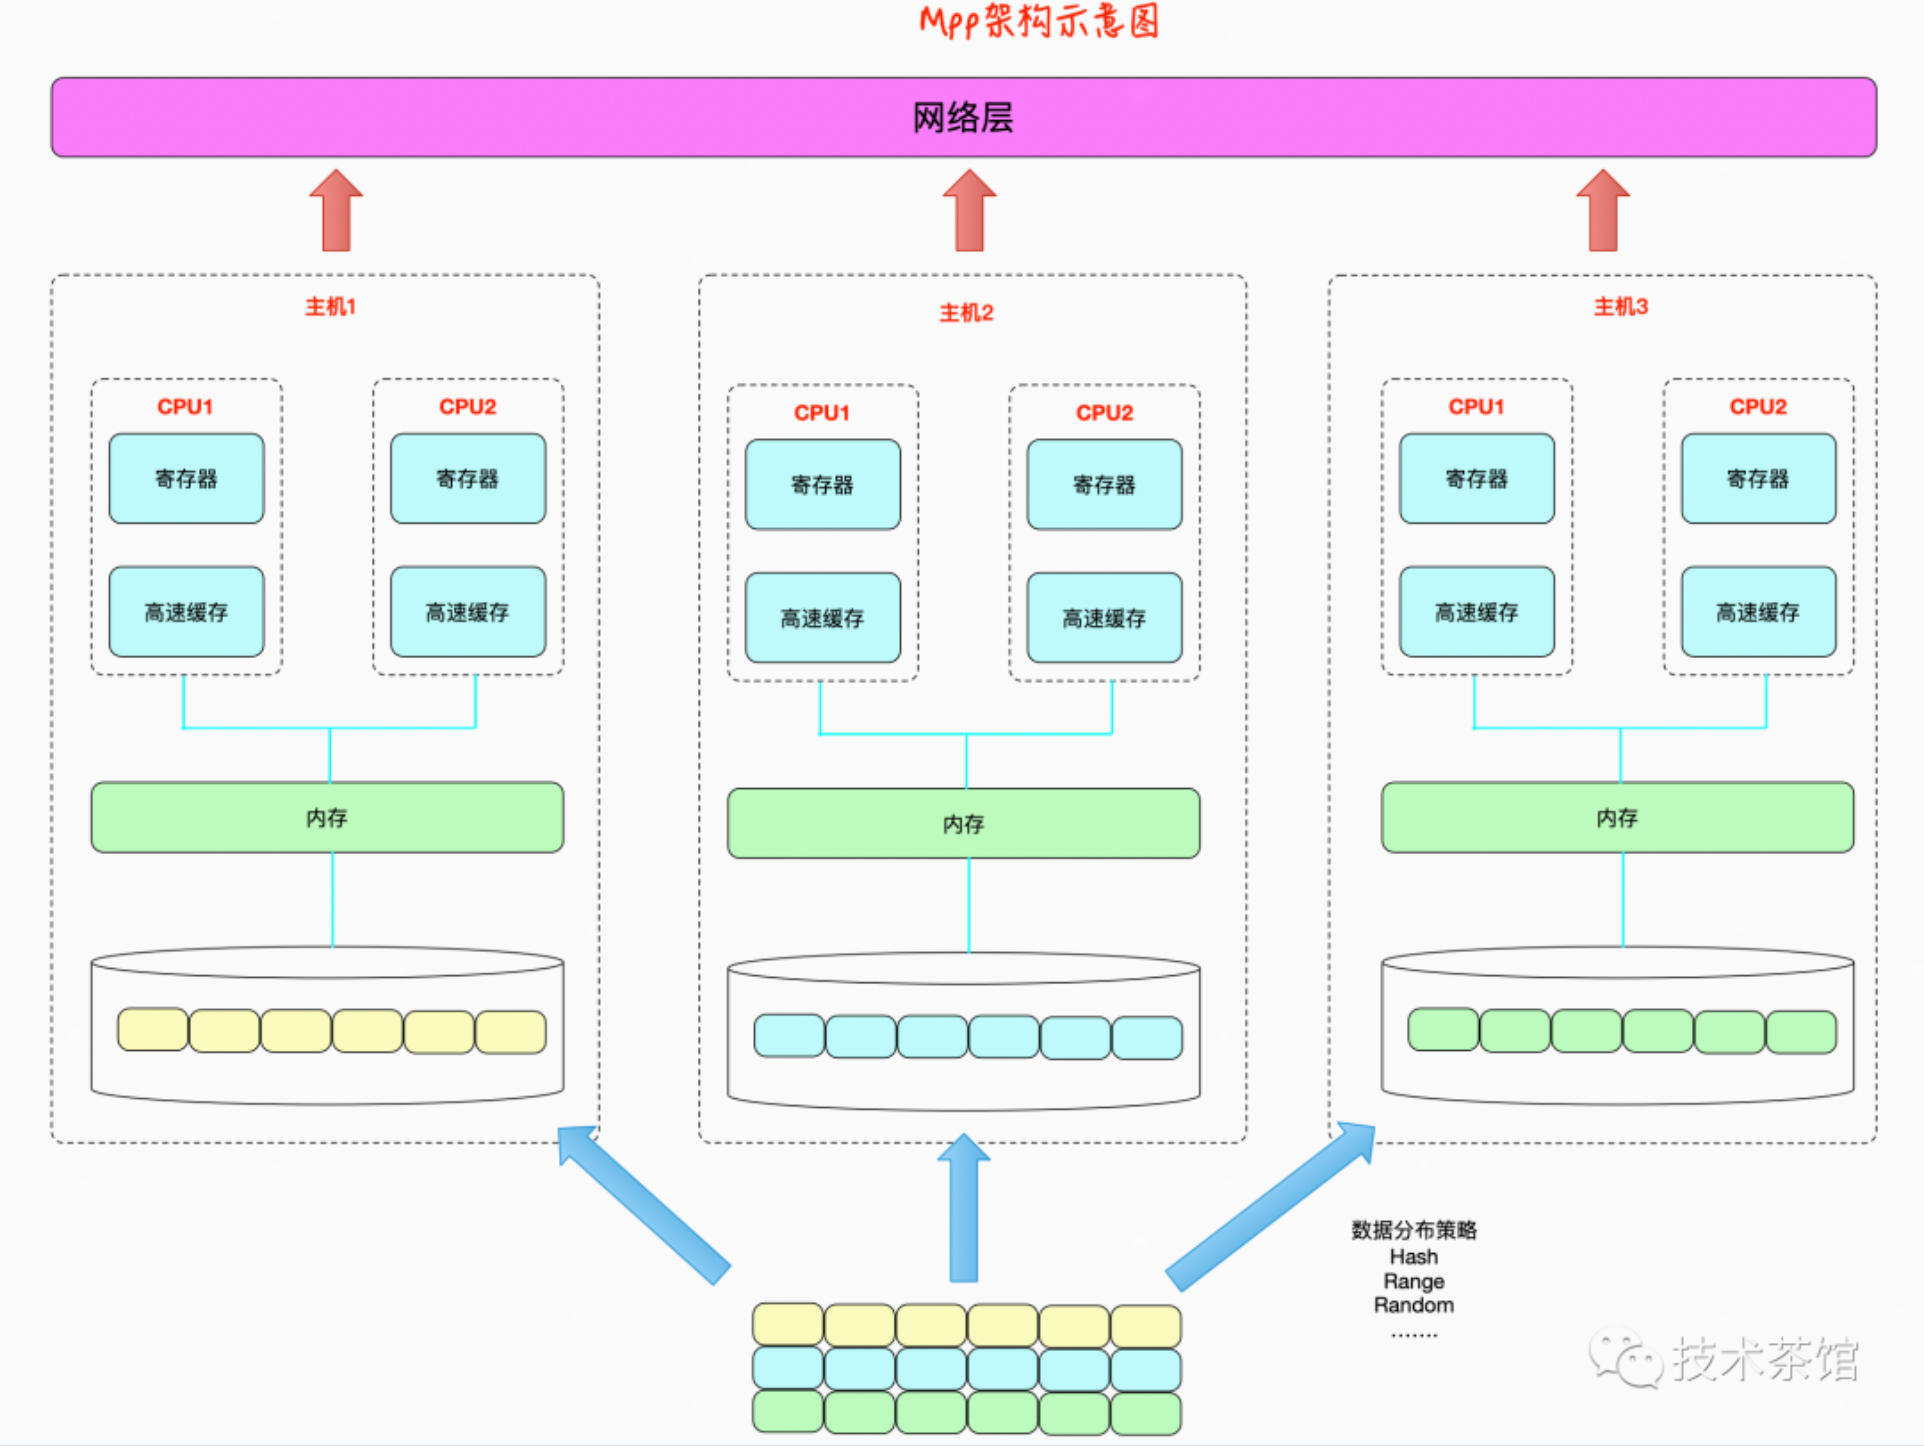 Mpp架构示意图
网络层
主机1
主机2
主机3
CPU1
CPU2
CPU1
CPU2
CPU1
CPU2
寄存器
寄存器
寄存器
寄存器
寄存器
寄存器
高速缓存
高速缓存
高速缓存
高速缓存
高速缓存
高速缓存
内存
内存
内存
数据分布策略
Hash
Range
Random
.......
技术茶馆